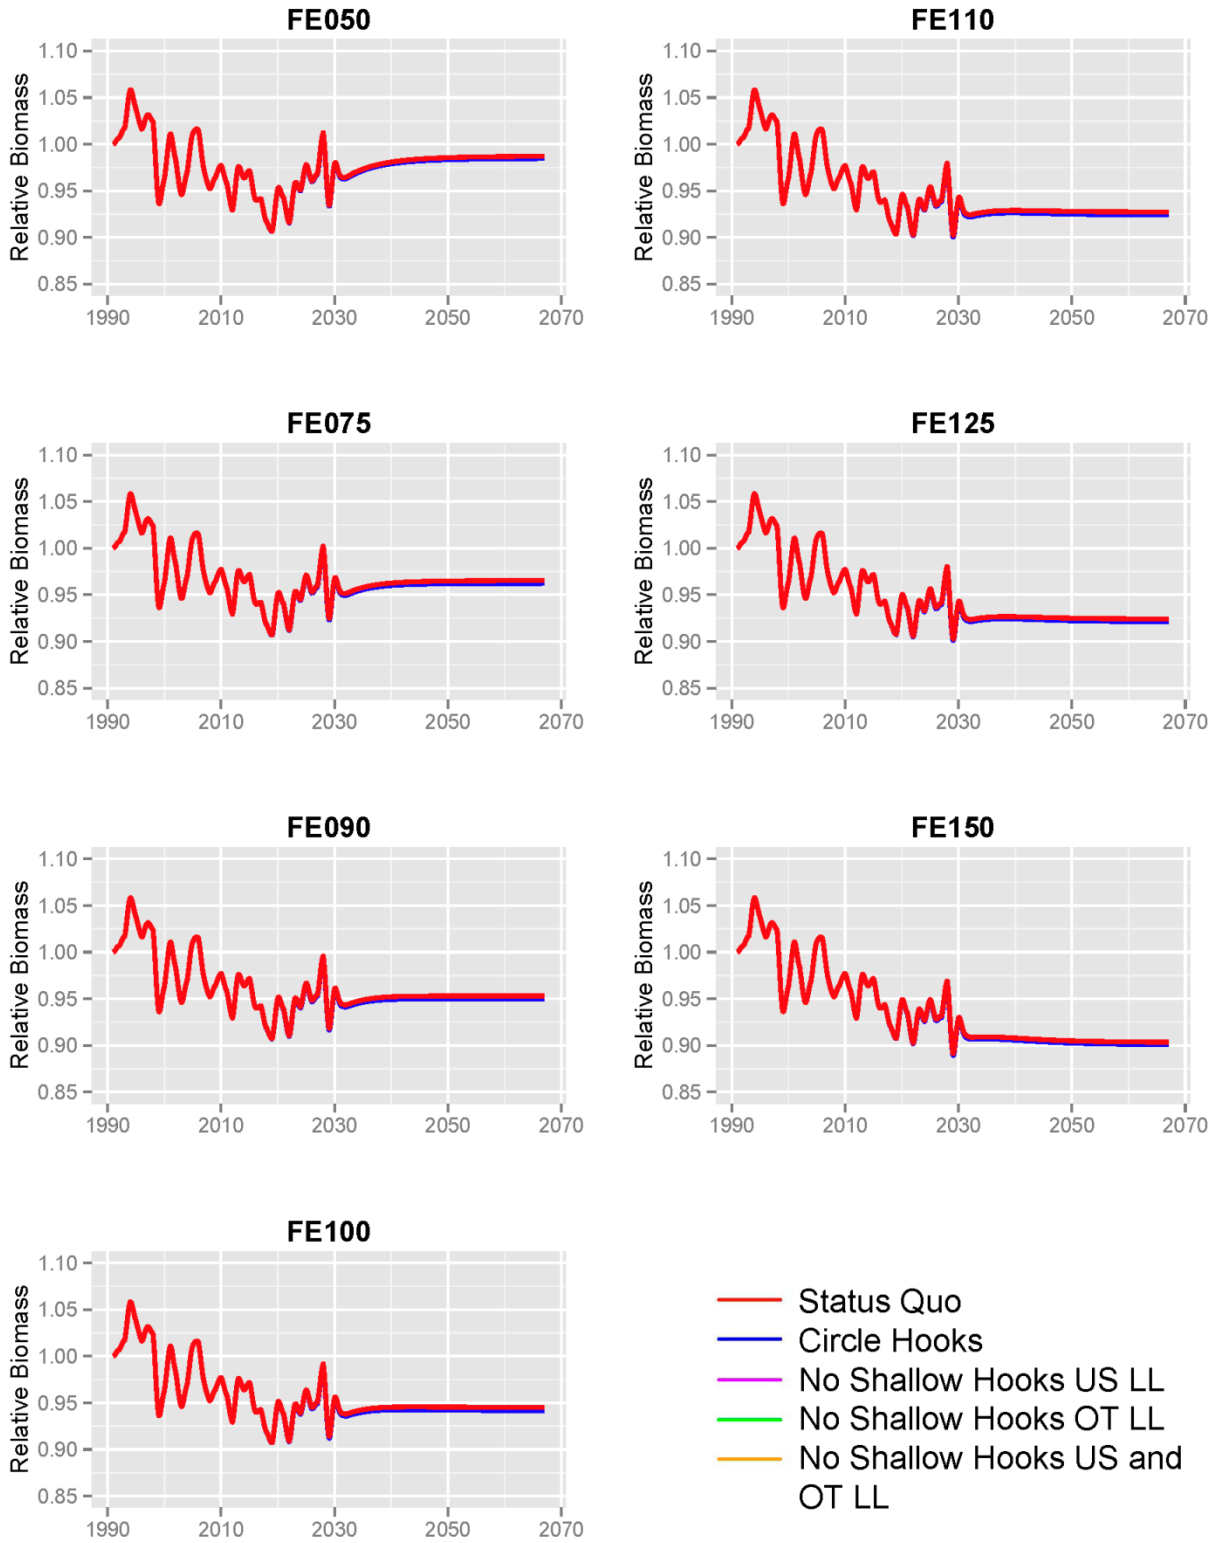 FE050
1.10
1.05
1.00
0.95
0.90
0.85
Relative Biomass
1990 2010 2030 2050 2070
FE110
1.10
1.05
1.00
0.95
0.90
0.85
Relative Biomass
1990 2010 2030 2050 2070
FE075
1.10
1.05
1.00
0.95
0.90
0.85
Relative Biomass
1990 2010 2030 2050 2070
FE125
1.10
1.05
1.00
0.95
0.90
0.85
Relative Biomass
1990 2010 2030 2050 2070
FE090
1.10
1.05
1.00
0.95
0.90
0.85
Relative Biomass
1990 2010 2030 2050 2070
FE150
1.10
1.05
1.00
0.95
0.90
0.85
Relative Biomass
1990 2010 2030 2050 2070
FE100
1.10
1.05
1.00
0.95
0.90
0.85
Relative Biomass
1990 2010 2030 2050 2070
Status Quo
Circle Hooks
No Shallow Hooks US LL
No Shallow Hooks OT LL
No Shallow Hooks US and
OT LL